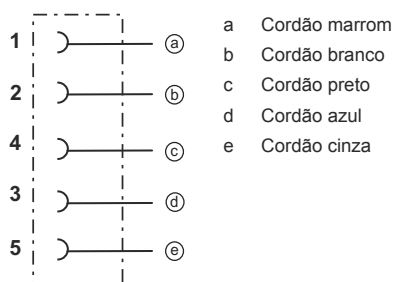 1 a
2 b
4 c
3 d
5 e
a Cordão marrom
b Cordão branco
c Cordão preto
d Cordão azul
e Cordão cinza